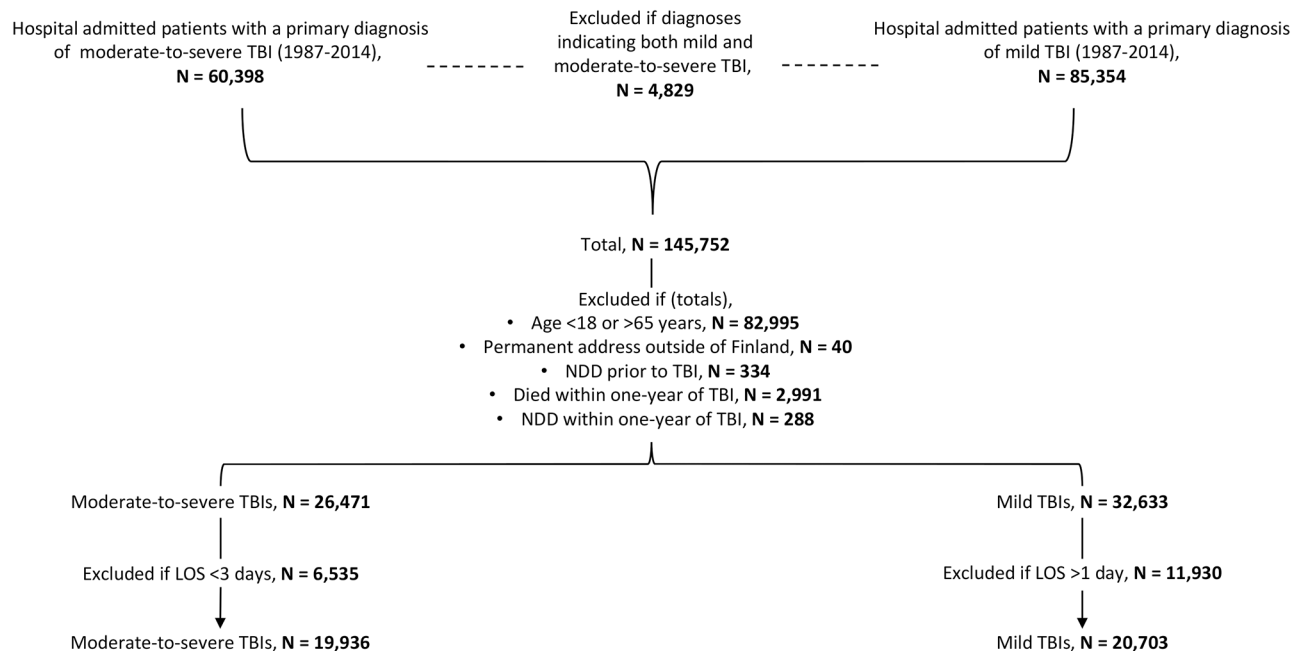 Hospital admitted patients with a primary diagnosis
of moderate-to-severe TBI (1987-2014),
N = 60,398
Excluded if diagnoses
indicating both mild and
moderate-to-severe TBI,
N = 4,829
Hospital admitted patients with a primary diagnosis
of mild TBI (1987-2014),
N = 85,354
Total, N = 145,752
Excluded if (totals),
• Age <18 or >65 years, N = 82,995
• Permanent address outside of Finland, N = 40
• NDD prior to TBI, N = 334
• Died within one-year of TBI, N = 2,991
• NDD within one-year of TBI, N = 288
Moderate-to-severe TBIs, N = 26,471
Mild TBIs, N = 32,633
Excluded if LOS <3 days, N = 6,535
Excluded if LOS >1 day, N = 11,930
Moderate-to-severe TBIs, N = 19,936
Mild TBIs, N = 20,703